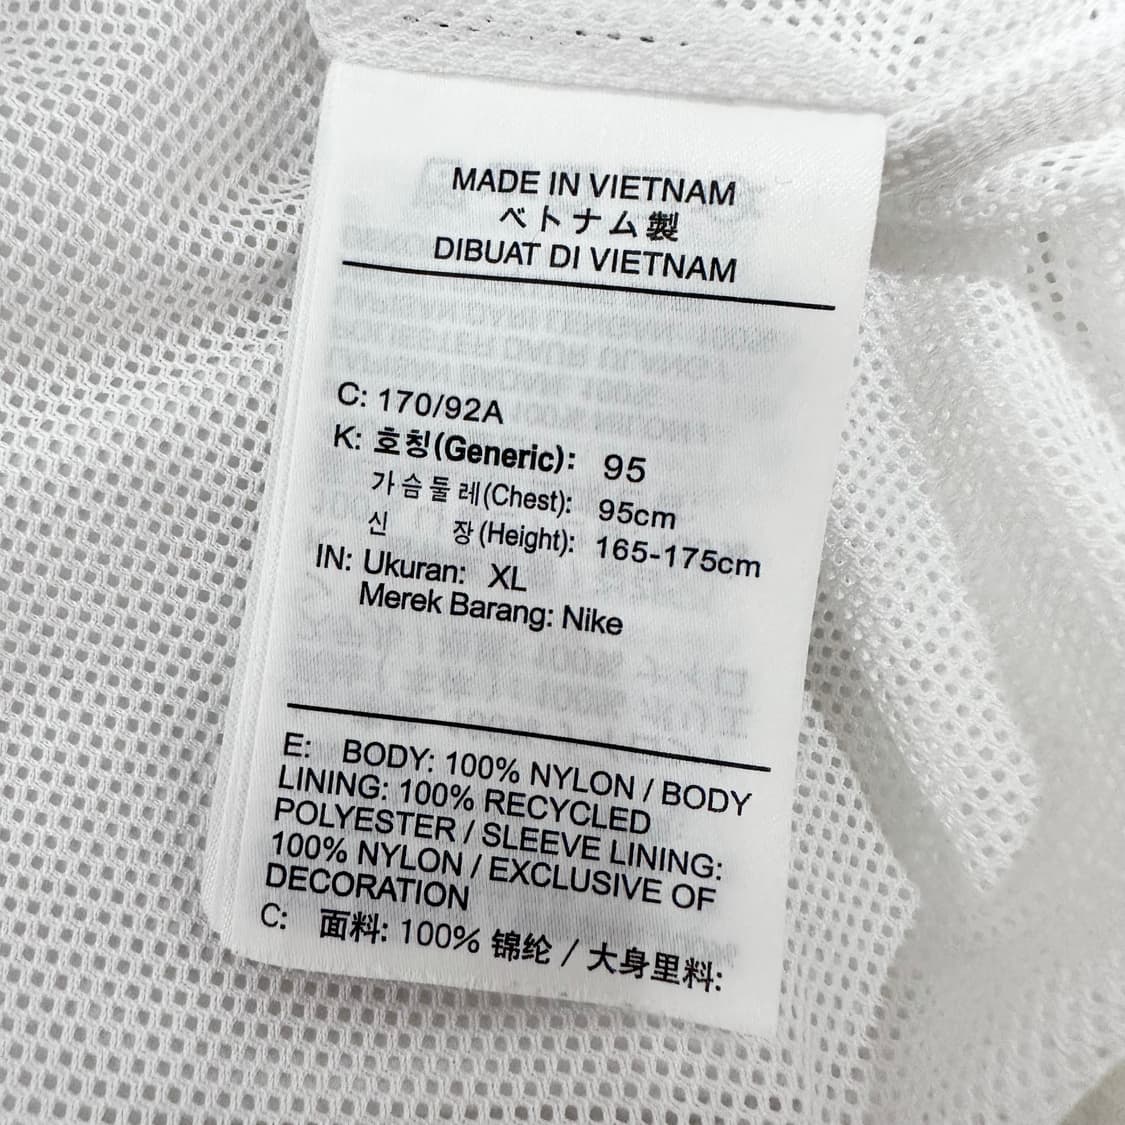 MADE IN VIETNAM
ベトナム製
DIBUAT DI VIETNAM
C: 170/92A
K: 호칭(Generic): 95
가슴둘레(Chest): 95cm
신 장(Height): 165-175cm
IN: Ukuran: XL
Merek Barang: Nike
E: BODY: 100% NYLON / BODY
LINING: 100% RECYCLED
POLYESTER / SLEEVE LINING:
100% NYLON / EXCLUSIVE OF
DECORATION
C: 面料: 100% 锦纶 / 大身里料: